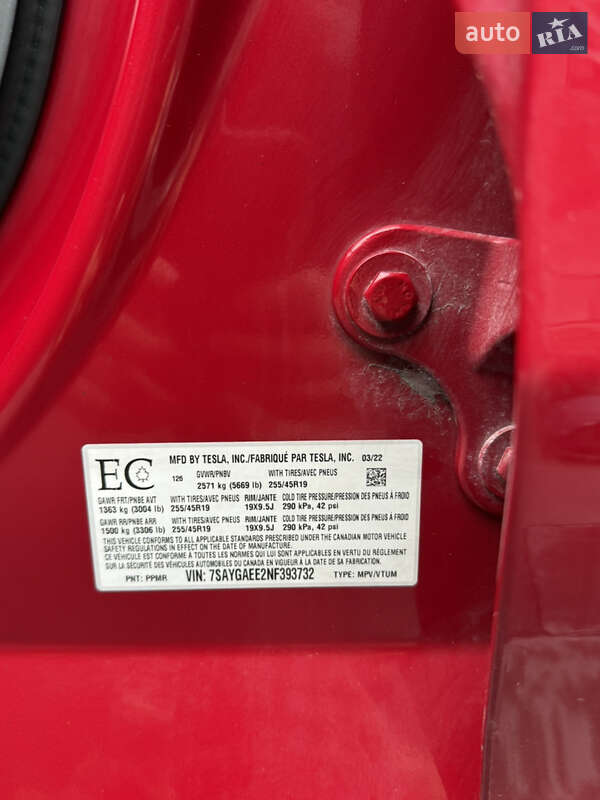 auto RIA .com
EC
MFD BY TESLA, INC./FABRIQUÉ PAR TESLA, INC. 03/22
126 GVWR/PNBV WITH TIRES/AVEC PNEUS
2571 kg (5669 lb) 255/45R19
GAWR FRT/PNBE AVT WITH TIRES/AVEC PNEUS RIM/JANTE COLD TIRE PRESSURE/PRESSION DES PNEUS À FROID
1363 kg (3004 lb) 255/45R19 19X9.5J 290 kPa, 42 psi
GAWR RR/PNBE ARR WITH TIRES/AVEC PNEUS RIM/JANTE COLD TIRE PRESSURE/PRESSION DES PNEUS À FROID
1500 kg (3306 lb) 255/45R19 19X9.5J 290 kPa, 42 psi
THIS VEHICLE CONFORMS TO ALL APPLICABLE STANDARDS PRESCRIBED UNDER THE CANADIAN MOTOR VEHICLE
SAFETY REGULATIONS IN EFFECT ON THE DATE OF MANUFACTURE.
CE VÉHICULE EST CONFORME À TOUTES LES NORMES QUI LUI SONT APPLICABLES EN VERTU DU RÈGLEMENT
SUR LA SÉCURITÉ DES VÉHICULES AUTOMOBILES DU CANADA EN VIGUEUR À LA DATE DE SA FABRICATION.
PNT: PPMR VIN: 7SAYGAEE2NF393732 TYPE: MPV/VTUM